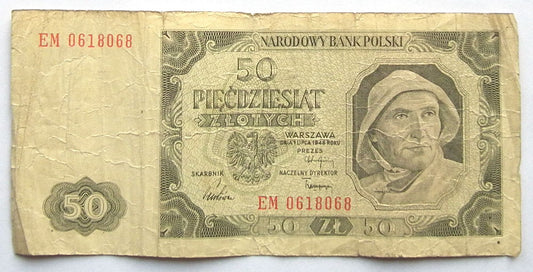 EM 0618068
NARODOWY BANK POLSKI
50
PIĘĆDZIESIĄT
ZŁOTYCH
WARSZAWA
DNIA 1 LIPCA 1948 ROKU
PREZES
SKARBNIK
NACZELNY DYREKTOR
EM 0618068
50
50 ZŁ 50